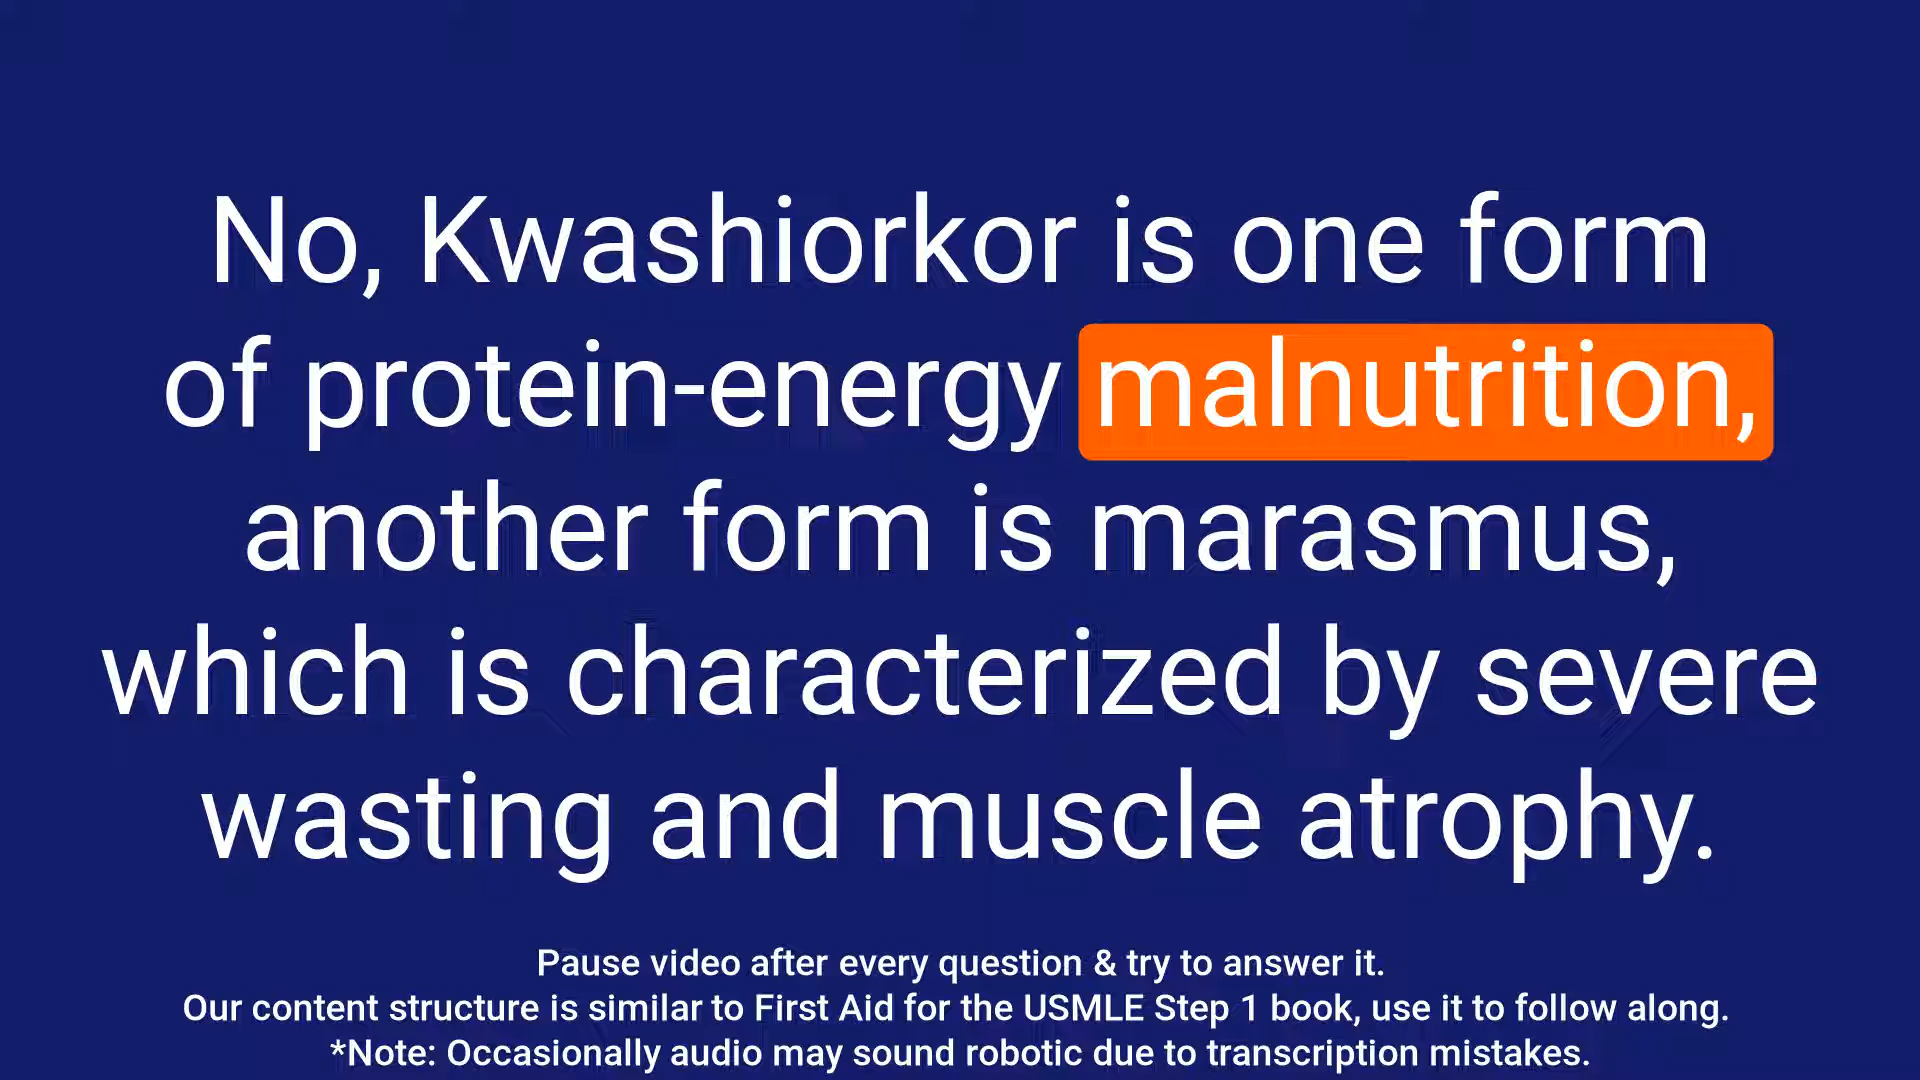 No, Kwashiorkor is one form
of protein-energy malnutrition,
another form is marasmus,
which is characterized by severe
wasting and muscle atrophy.
Pause video after every question & try to answer it.
Our content structure is similar to First Aid for the USMLE Step 1 book, use it to follow along.
*Note: Occasionally audio may sound robotic due to transcription mistakes.